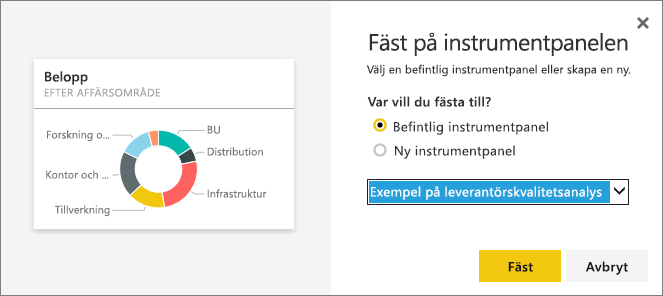 Belopp
EFTER AFFÄRSOMRÅDE
Forskning o...
BU
Distribution
Kontor och ...
Infrastruktur
Tillverkning
Fäst på instrumentpanelen
Välj en befintlig instrumentpanel eller skapa en ny.
Var vill du fästa till?
Befintlig instrumentpanel
Ny instrumentpanel
Exempel på leverantörskvalitetsanalys
Fäst
Avbryt